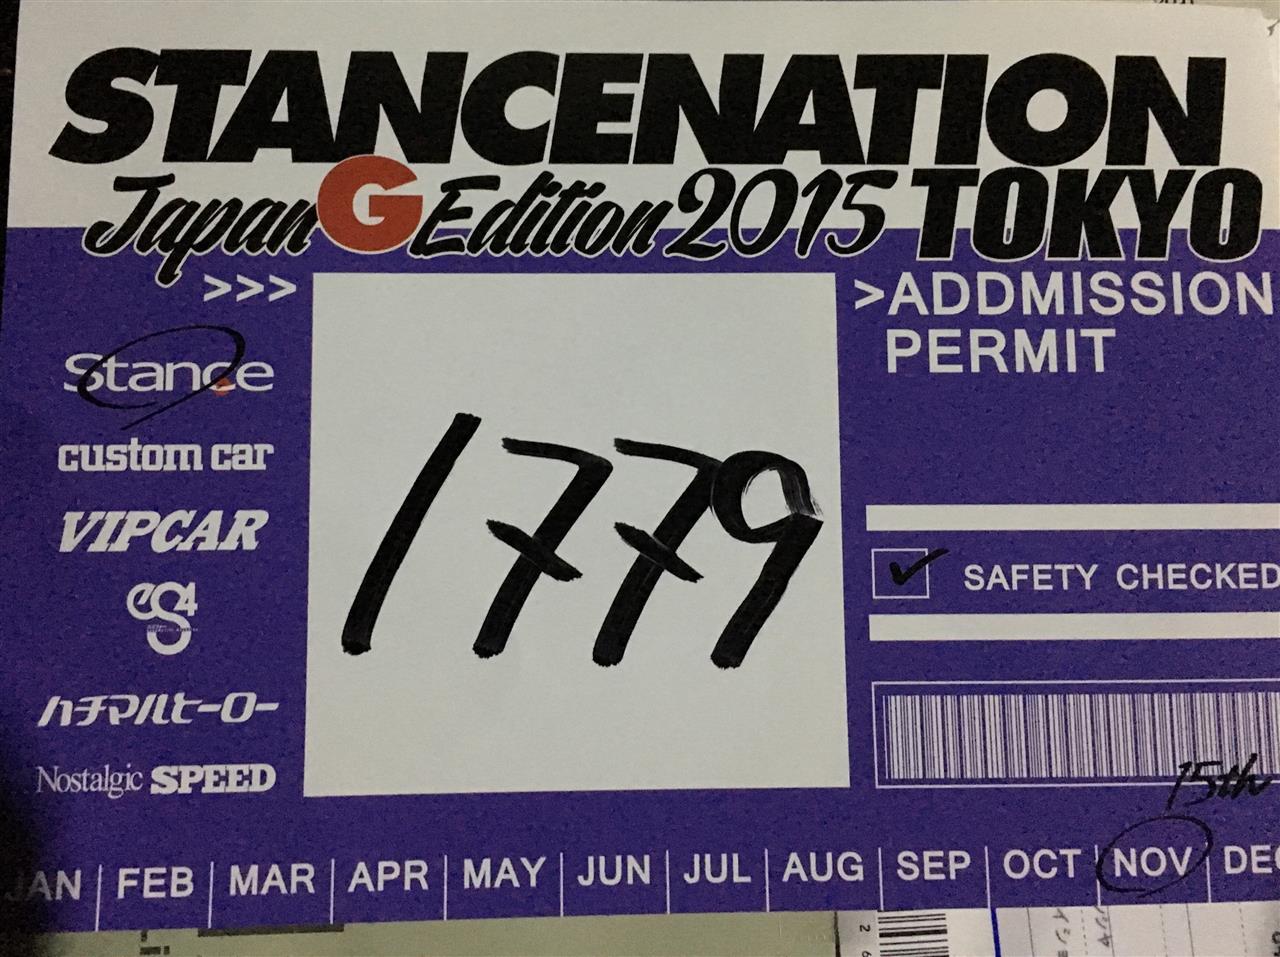 STANCENATION
Japan G Edition 2015 TOKYO
>>>
>ADDMISSION
PERMIT
Stance
custom car
VIPCAR
ハチマルヒーロー
Nostalgic SPEED
1779
SAFETY CHECKED
15th
JAN FEB MAR APR MAY JUN JUL AUG SEP OCT NOV DEC